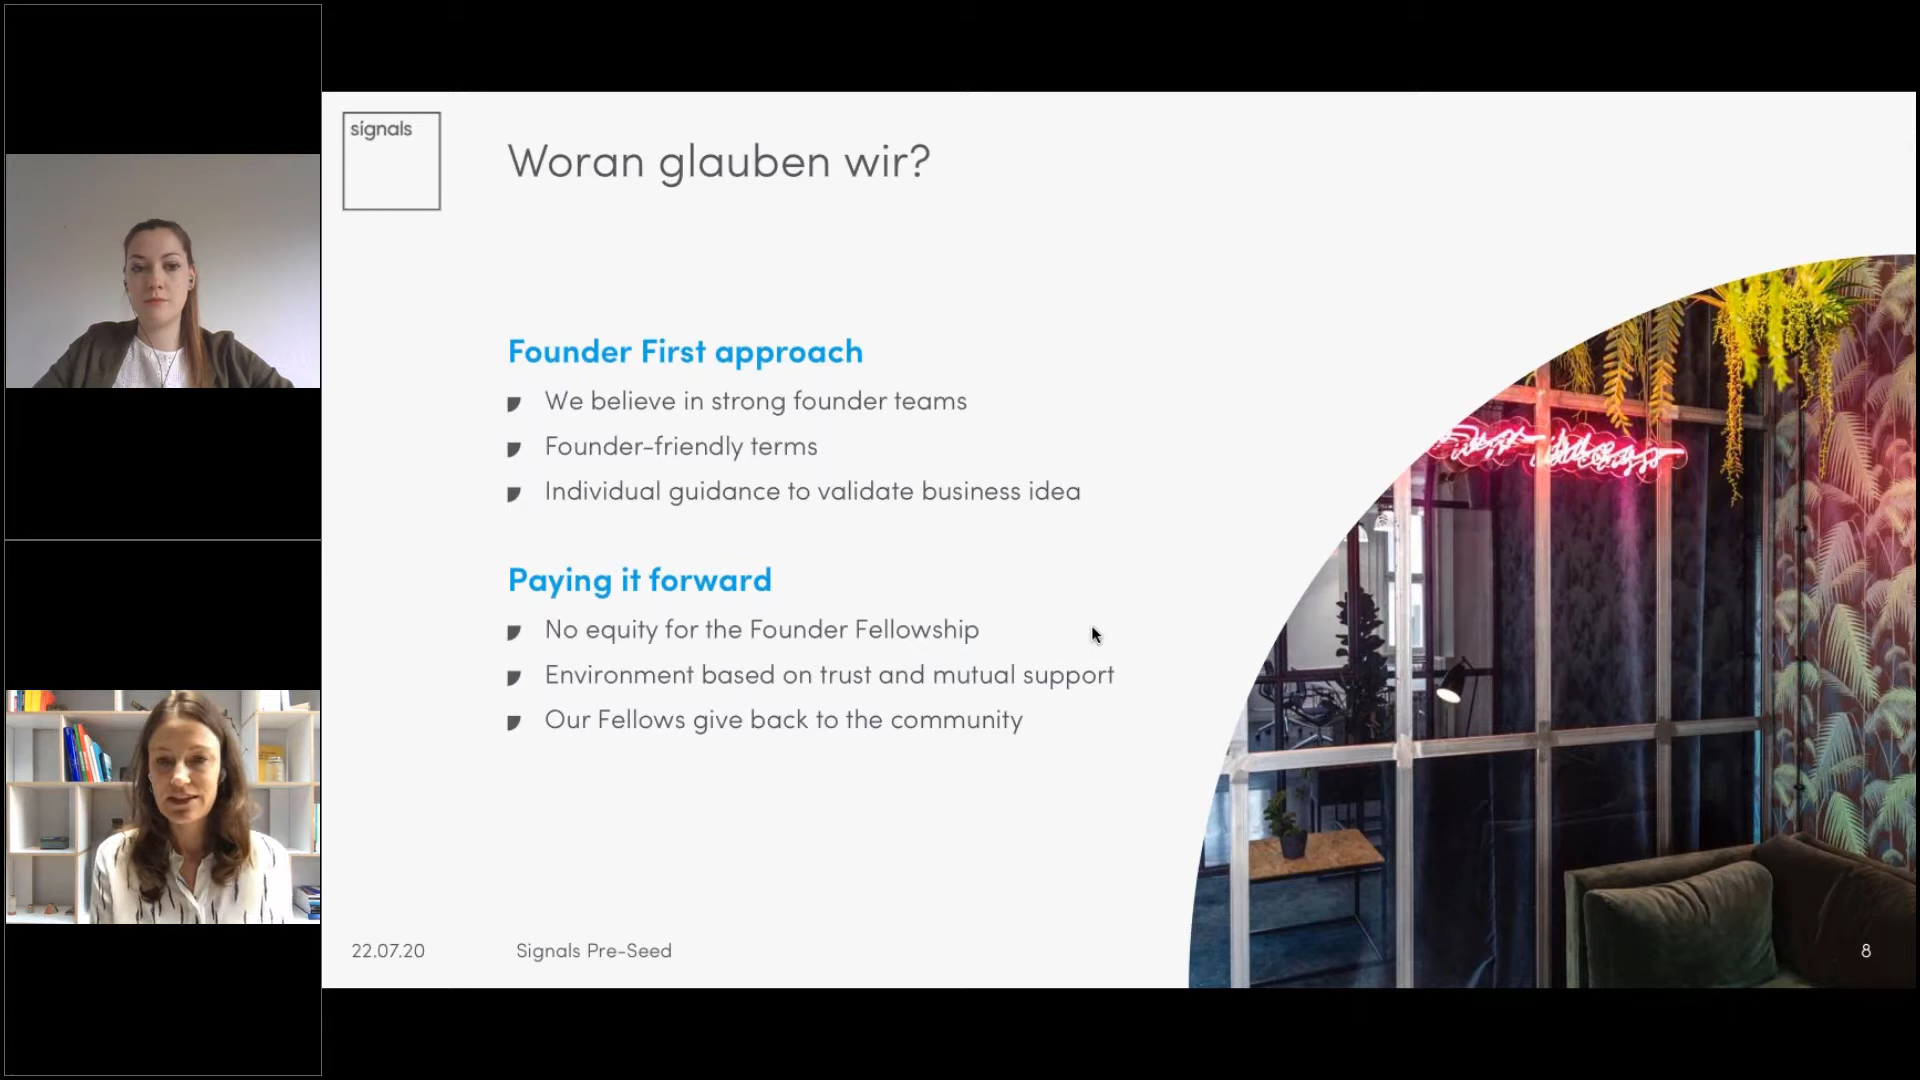 signals
Woran glauben wir?
Founder First approach
We believe in strong founder teams
Founder-friendly terms
Individual guidance to validate business idea
Paying it forward
No equity for the Founder Fellowship
Environment based on trust and mutual support
Our Fellows give back to the community
22.07.20
Signals Pre-Seed
8